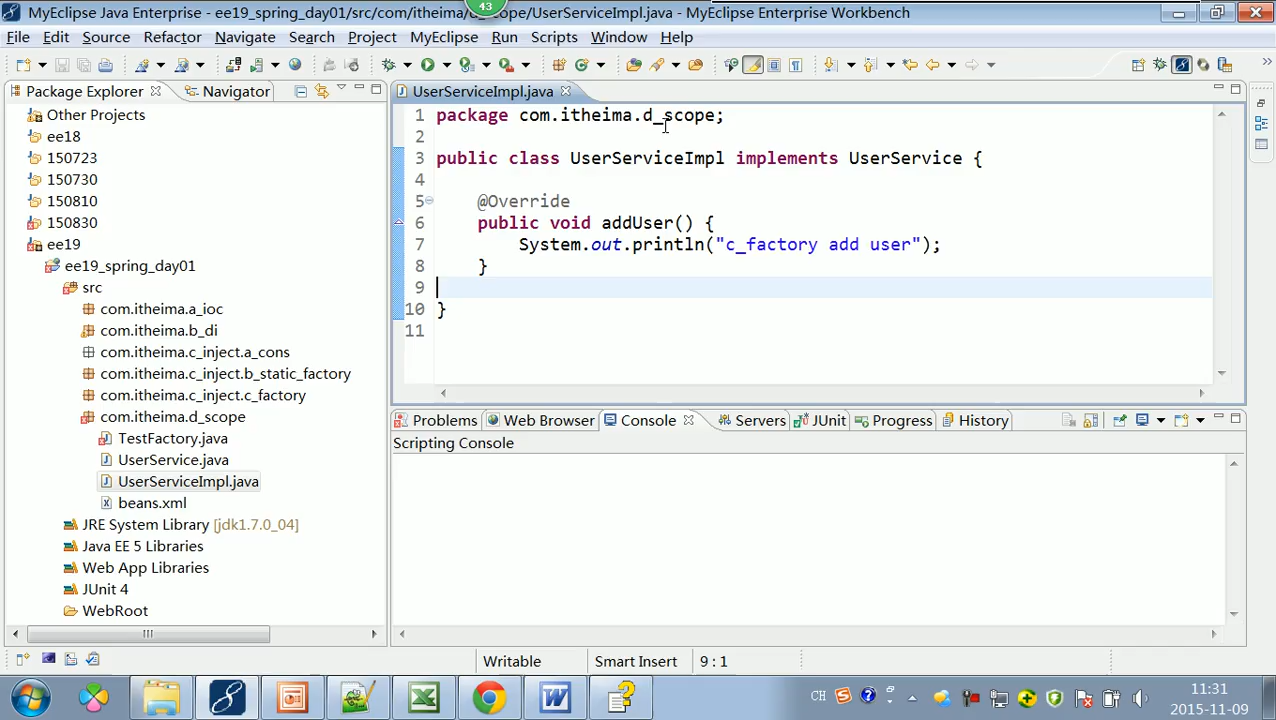 43
MyEclipse Java Enterprise - ee19_spring_day01/src/com/itheima/d_scope/UserServiceImpl.java - MyEclipse Enterprise Workbench
File Edit Source Refactor Navigate Search Project MyEclipse Run Scripts Window Help
Package Explorer Navigator
Other Projects
ee18
150723
150730
150810
150830
ee19
ee19_spring_day01
src
com.itheima.a_ioc
com.itheima.b_di
com.itheima.c_inject.a_cons
com.itheima.c_inject.b_static_factory
com.itheima.c_inject.c_factory
com.itheima.d_scope
TestFactory.java
UserService.java
UserServiceImpl.java
beans.xml
JRE System Library [jdk1.7.0_04]
Java EE 5 Libraries
Web App Libraries
JUnit 4
WebRoot
UserServiceImpl.java
1 package com.itheima.d_scope;
2
3 public class UserServiceImpl implements UserService {
4
5 @Override
6 public void addUser() {
7 System.out.println("c_factory add user");
8 }
9
10 }
11
Problems Web Browser Console Servers JUnit Progress History
Scripting Console
Writable Smart Insert 9 : 1
CH
11:31
2015-11-09